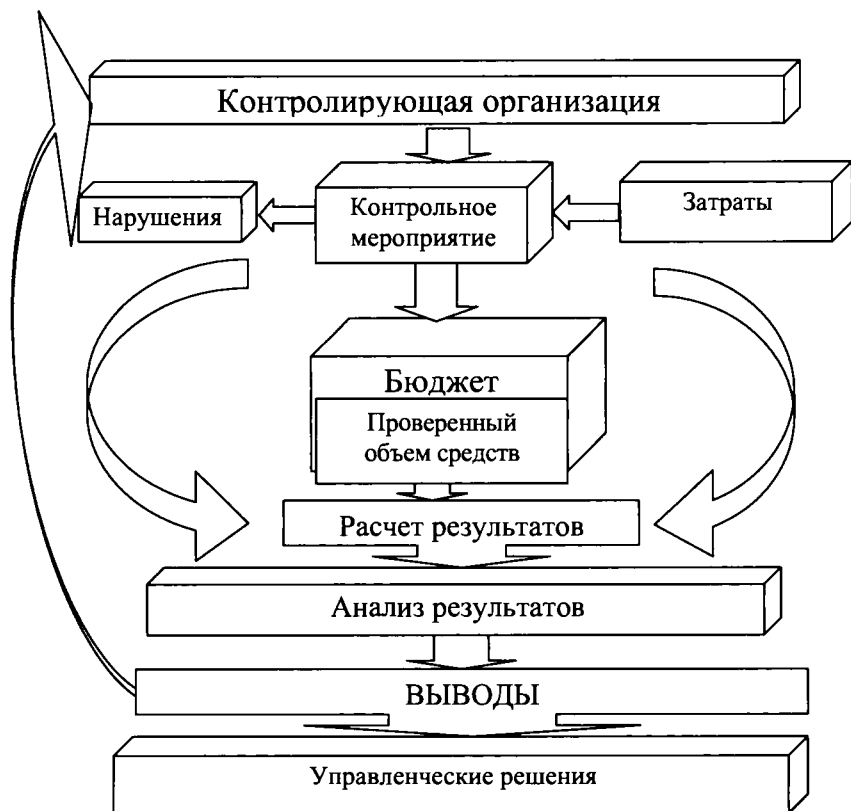 Контролирующая организация
Нарушения
Контрольное
мероприятие
Затраты
Бюджет
Проверенный
объем средств
Расчет результатов
Анализ результатов
ВЫВОДЫ
Управленческие решения